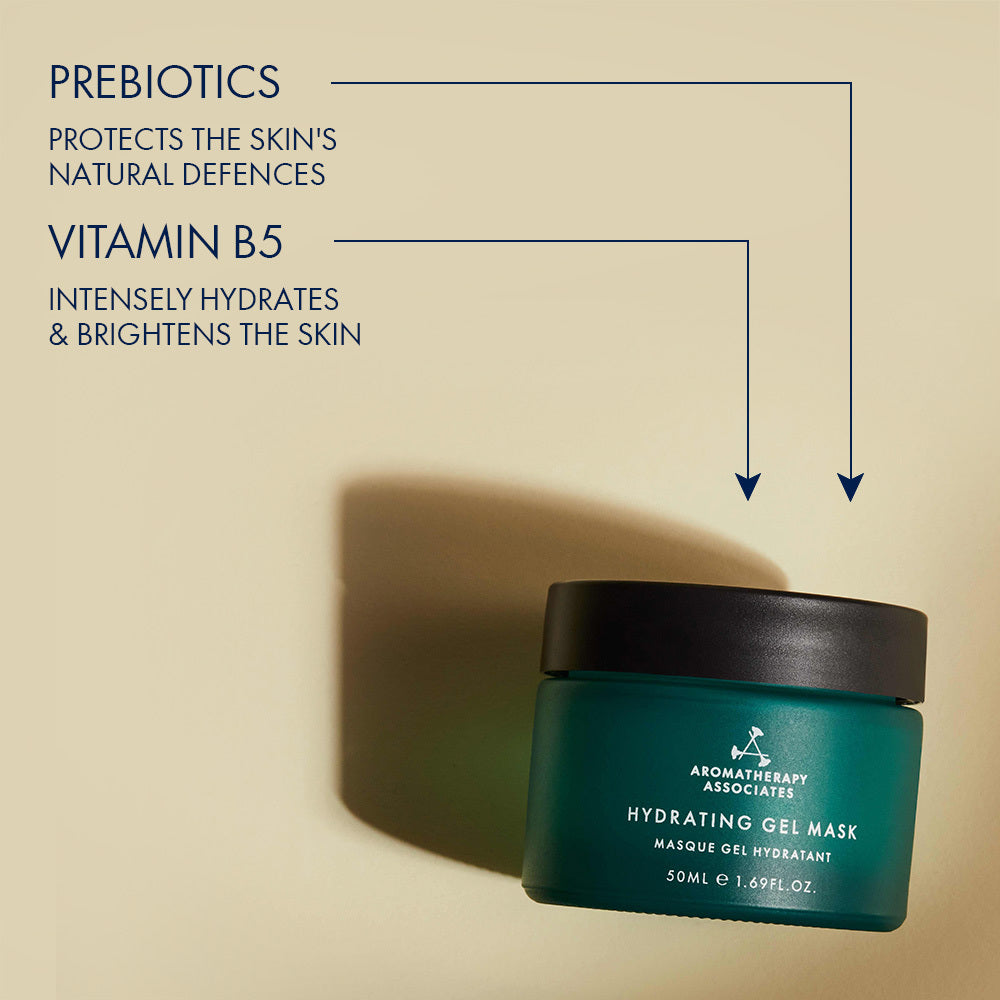 PREBIOTICS
PROTECTS THE SKIN'S
NATURAL DEFENCES
VITAMIN B5
INTENSELY HYDRATES
& BRIGHTENS THE SKIN
AROMATHERAPY
ASSOCIATES
HYDRATING GEL MASK
MASQUE GEL HYDRATANT
50ML ℮ 1.69FL.OZ.